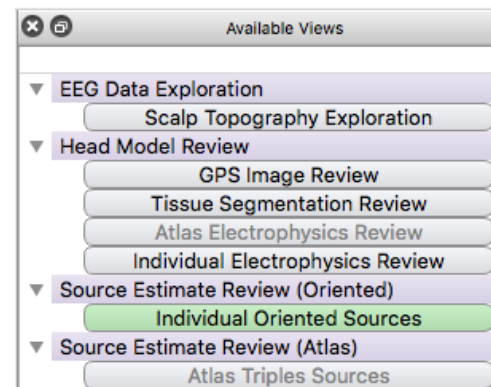 Available Views
EEG Data Exploration
Scalp Topography Exploration
Head Model Review
GPS Image Review
Tissue Segmentation Review
Atlas Electrophysics Review
Individual Electrophysics Review
Source Estimate Review (Oriented)
Individual Oriented Sources
Source Estimate Review (Atlas)
Atlas Triples Sources